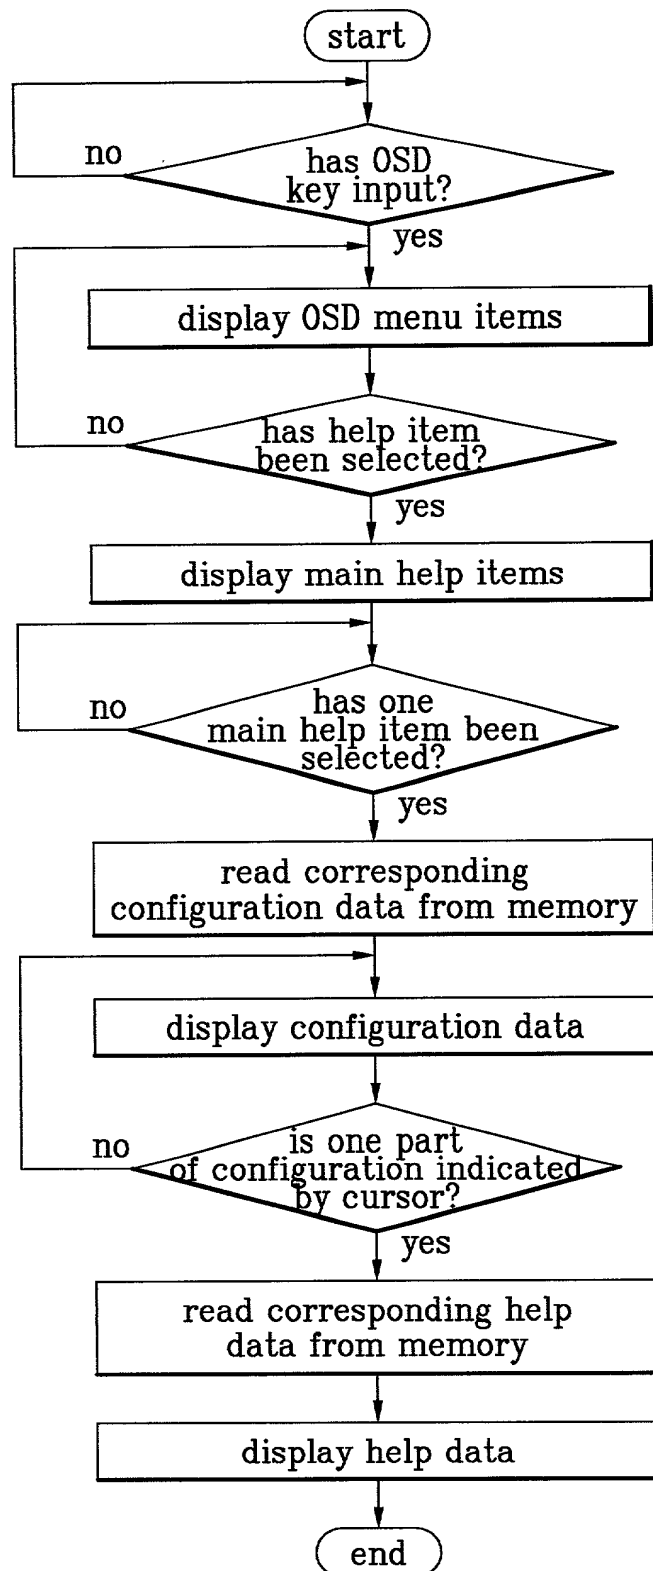 start
no
has OSD
key input?
yes
display OSD menu items
no
has help item
been selected?
yes
display main help items
no
has one
main help item been
selected?
yes
read corresponding
configuration data from memory
display configuration data
no
is one part
of configuration indicated
by cursor?
yes
read corresponding help
data from memory
display help data
end